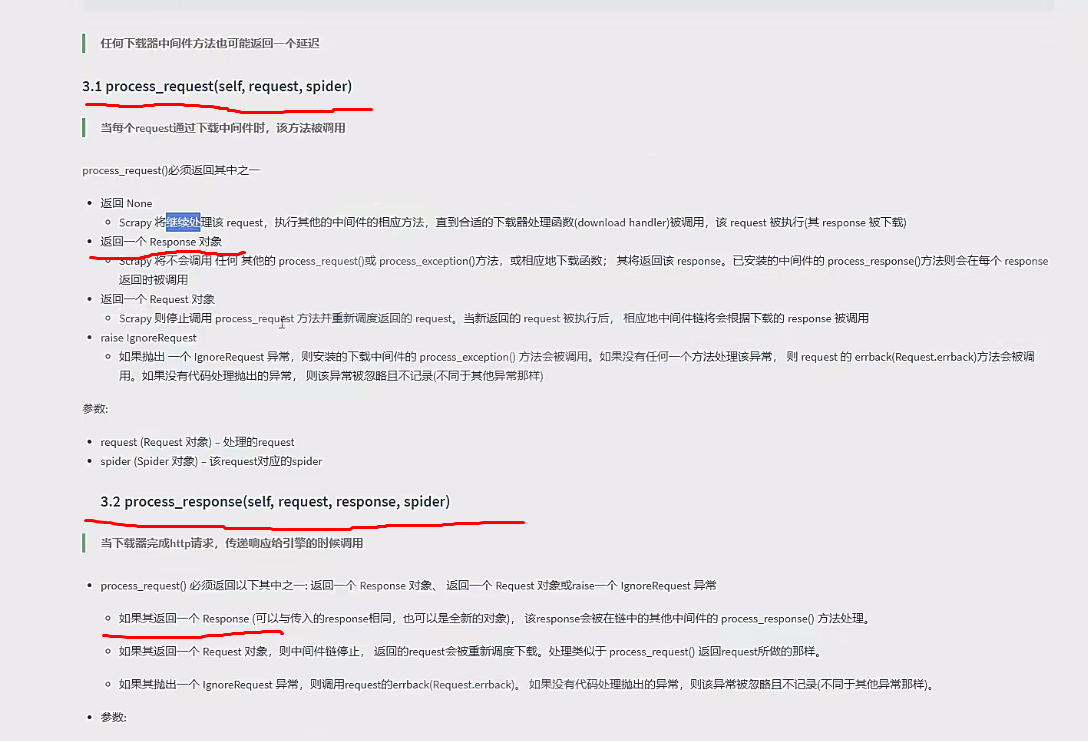 任何下载器中间件方法也可能返回一个延迟
3.1 process_request(self, request, spider)
当每个request通过下载中间件时，该方法被调用
process_request()必须返回其中之一
返回 None
Scrapy 将继续处理该 request，执行其他的中间件的相应方法，直到合适的下载器处理函数(download handler)被调用，该 request 被执行(其 response 被下载)
返回一个 Response 对象
Scrapy 将不会调用 任何 其他的 process_request()或 process_exception()方法，或相应地下载函数； 其将返回该 response。已安装的中间件的 process_response()方法则会在每个 response
返回时被调用
返回一个 Request 对象
Scrapy 则停止调用 process_request 方法并重新调度返回的 request。当新返回的 request 被执行后， 相应地中间件链将会根据下载的 response 被调用
raise IgnoreRequest
如果抛出 一个 IgnoreRequest 异常，则安装的下载中间件的 process_exception() 方法会被调用。如果没有任何一个方法处理该异常， 则 request 的 errback(Request.errback)方法会被调
用。如果没有代码处理抛出的异常， 则该异常被忽略且不记录(不同于其他异常那样)
参数:
request (Request 对象) – 处理的request
spider (Spider 对象) – 该request对应的spider
3.2 process_response(self, request, response, spider)
当下载器完成http请求，传递响应给引擎的时候调用
process_request() 必须返回以下其中之一: 返回一个 Response 对象、 返回一个 Request 对象或raise一个 IgnoreRequest 异常
如果其返回一个 Response (可以与传入的response相同，也可以是全新的对象)， 该response会被在链中的其他中间件的 process_response() 方法处理。
如果其返回一个 Request 对象，则中间件链停止， 返回的request会被重新调度下载。处理类似于 process_request() 返回request所做的那样。
如果其抛出一个 IgnoreRequest 异常，则调用request的errback(Request.errback)。 如果没有代码处理抛出的异常，则该异常被忽略且不记录(不同于其他异常那样)。
参数: